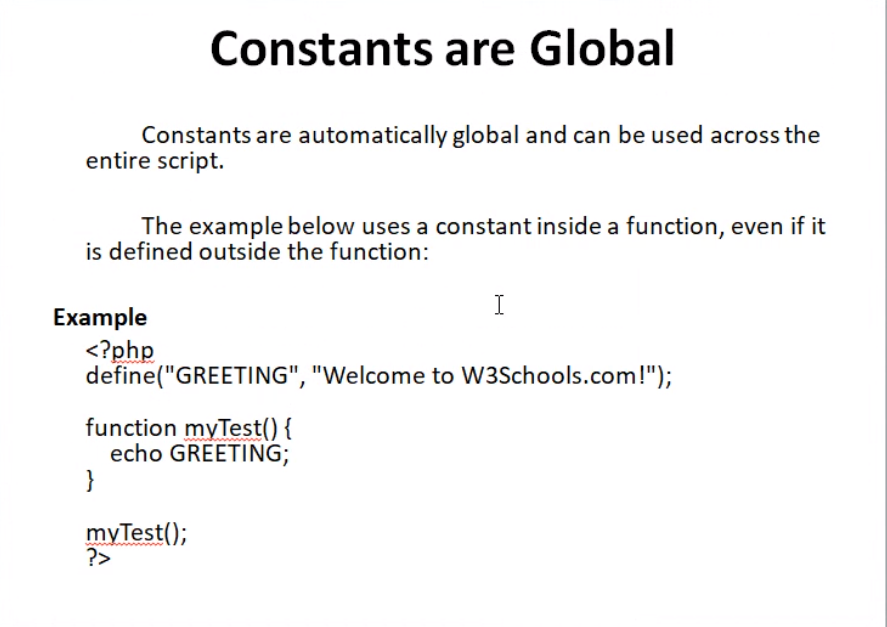 Constants are Global
Constants are automatically global and can be used across the
entire script.
The example below uses a constant inside a function, even if it
is defined outside the function:
Example
<?php
define("GREETING", "Welcome to W3Schools.com!");
function myTest() {
echo GREETING;
}
myTest();
?>